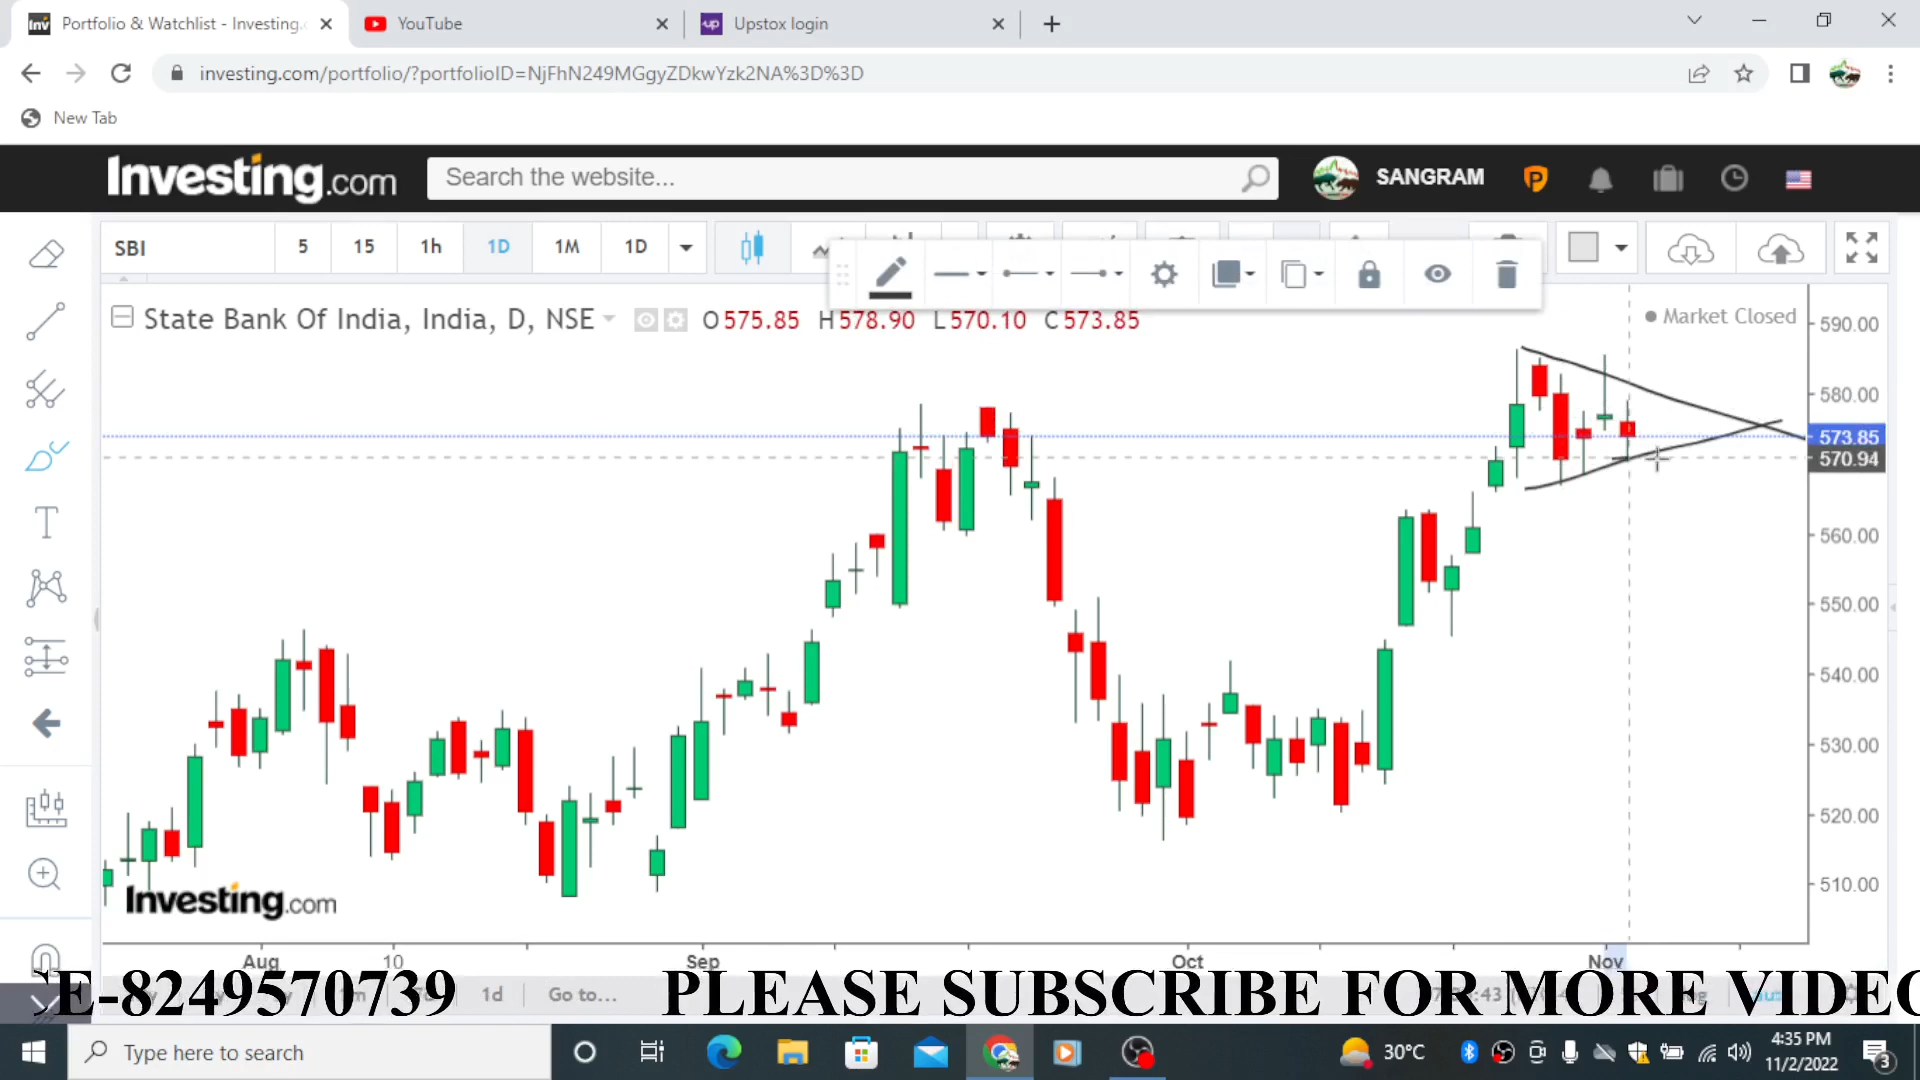 Portfolio & Watchlist - Investing.
YouTube
Upstox login
investing.com/portfolio/?portfolioID=NjFhN249MGgyZDkwYzk2NA%3D%3D
New Tab
Investing.com
Search the website...
SANGRAM
SBI
5
15
1h
1D
1M
1D
State Bank Of India, India, D, NSE
O575.85 H578.90 L570.10 C573.85
Market Closed
590.00
580.00
573.85
570.94
560.00
550.00
540.00
530.00
520.00
510.00
Investing.com
Aug
10
Sep
Oct
Nov
E-8249570739
PLEASE SUBSCRIBE FOR MORE VIDEO
1d
Go to...
Type here to search
30°C
4:35 PM
11/2/2022
3